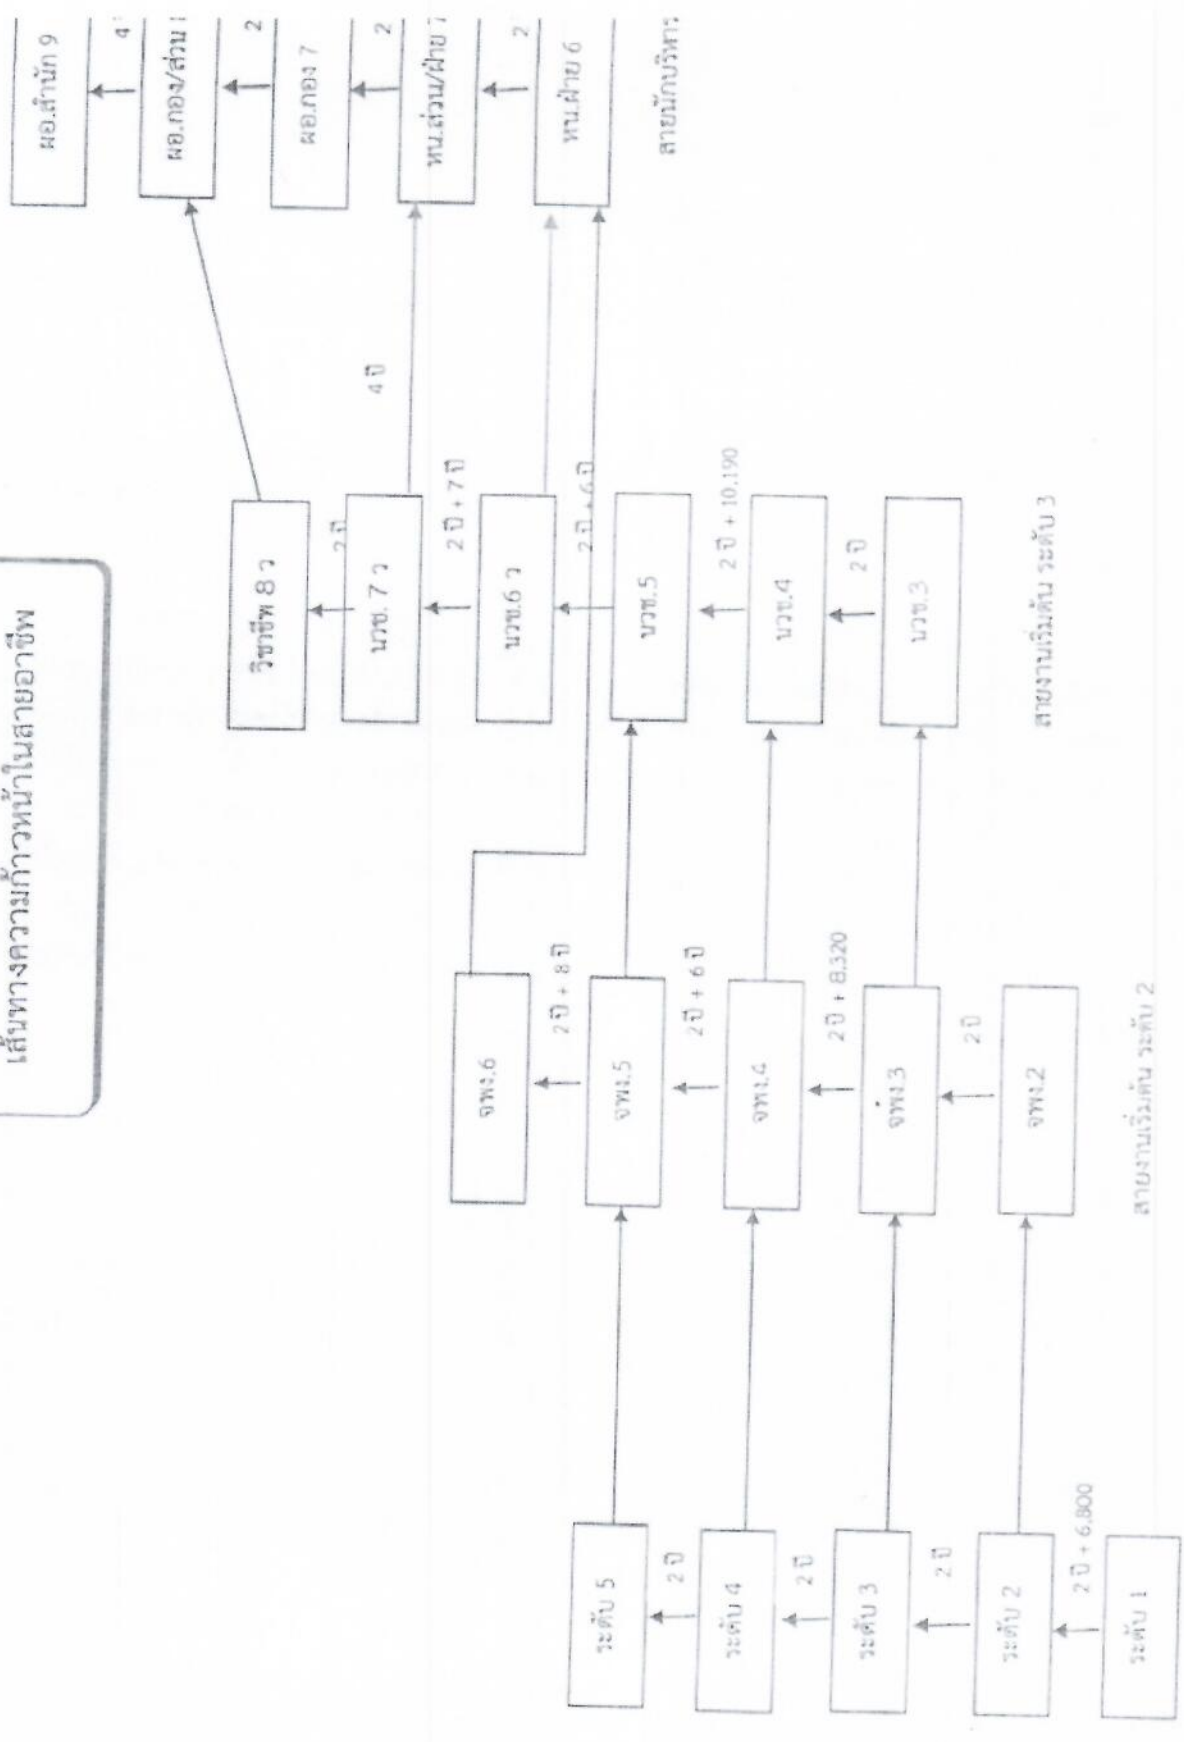 เส้นทางความก้าวหน้าในสายอาชีพ
ผอ.สำนัก 9
4
ผอ.กอง/ส่วน
2
ผอ.กอง 7
2
หน.ส่วน/ฝ่าย 7
2
หน.ฝ่าย 6
สายนักบริหาร
วิชาชีพ 8 ว
2 ปี
4 ปี
นวช. 7 ว
2 ปี + 7 ปี
นวช.6 ว
2 ปี + 6 ปี
นวช.5
2 ปี + 10,190
นวช.4
2 ปี
นวช.3
สายงานเริ่มต้น ระดับ 3
จพง.6
2 ปี + 8 ปี
จพง.5
2 ปี + 6 ปี
จพง.4
2 ปี + 8,320
จพง.3
2 ปี
จพง.2
สายงานเริ่มต้น ระดับ 2
ระดับ 5
2 ปี
ระดับ 4
2 ปี
ระดับ 3
2 ปี
ระดับ 2
2 ปี + 6,800
ระดับ 1